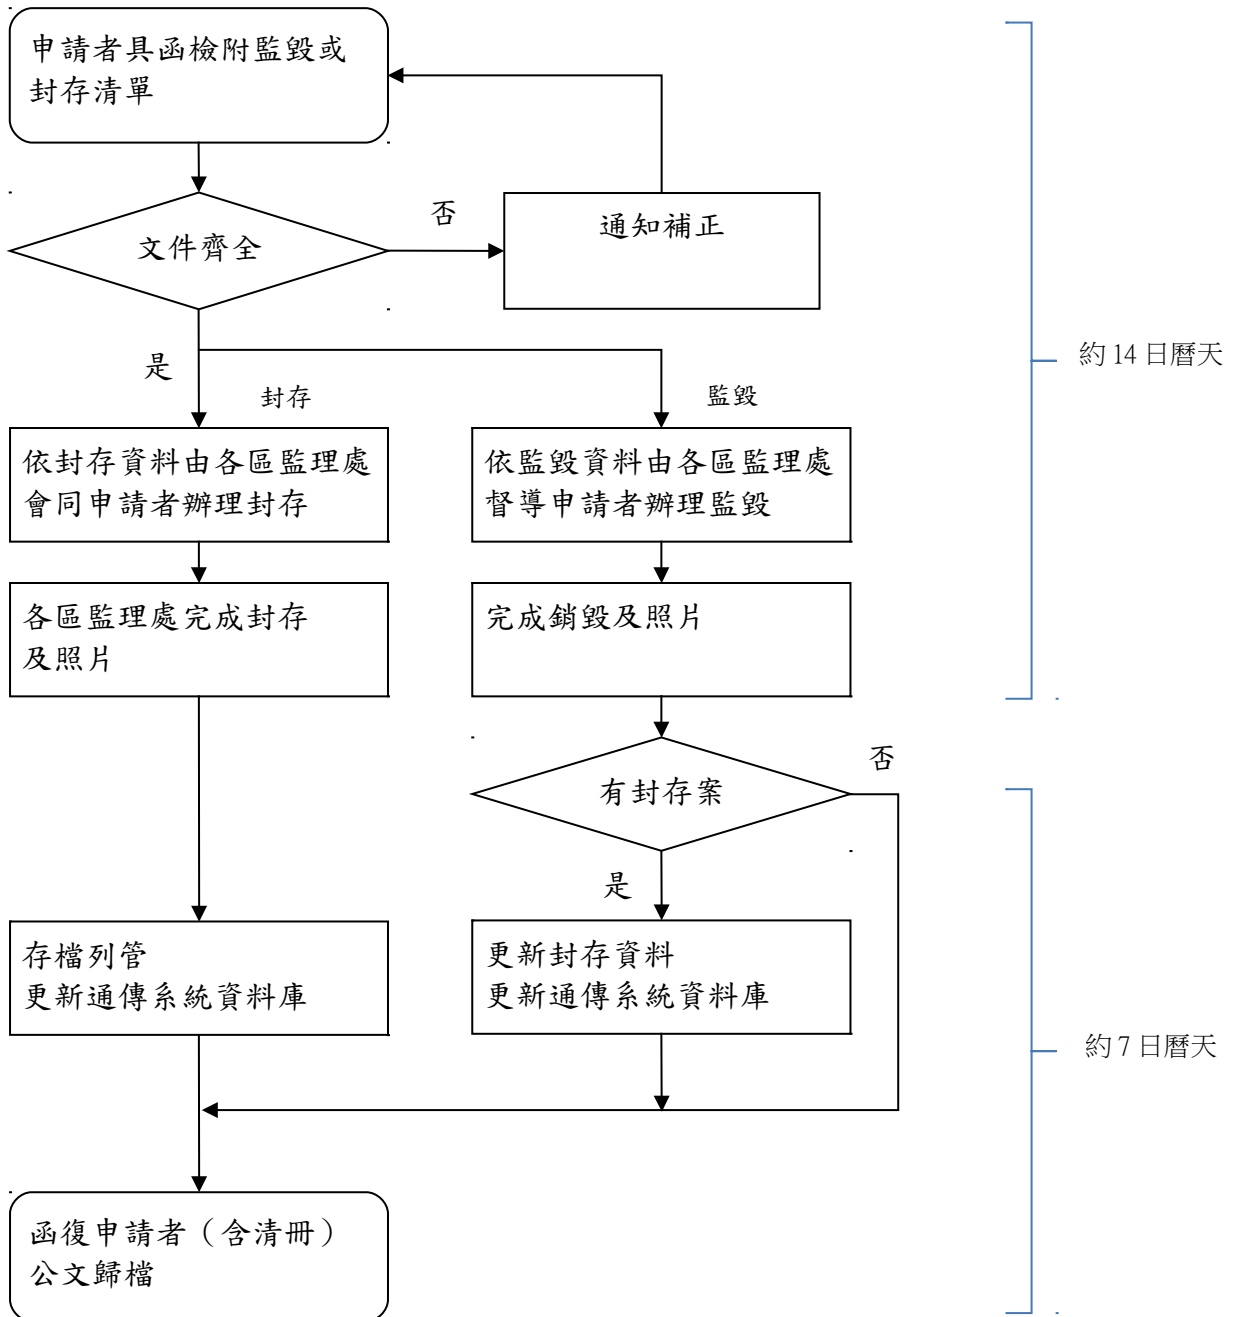 申請者具函檢附監毀或
封存清單
文件齊全
否
通知補正
是
封存
監毀
約 14 日曆天
依封存資料由各區監理處
會同申請者辦理封存
依監毀資料由各區監理處
督導申請者辦理監毀
各區監理處完成封存
及照片
完成銷毀及照片
有封存案
否
是
存檔列管
更新通傳系統資料庫
更新封存資料
更新通傳系統資料庫
約 7 日曆天
函復申請者（含清冊）
公文歸檔